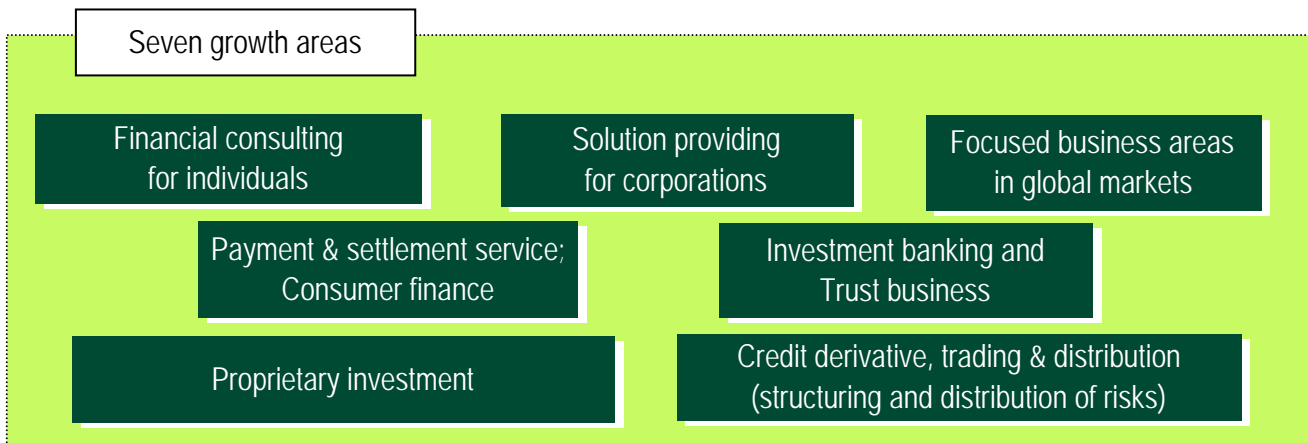 Seven growth areas
Financial consulting
for individuals
Solution providing
for corporations
Focused business areas
in global markets
Payment & settlement service;
Consumer finance
Investment banking and
Trust business
Proprietary investment
Credit derivative, trading & distribution
(structuring and distribution of risks)